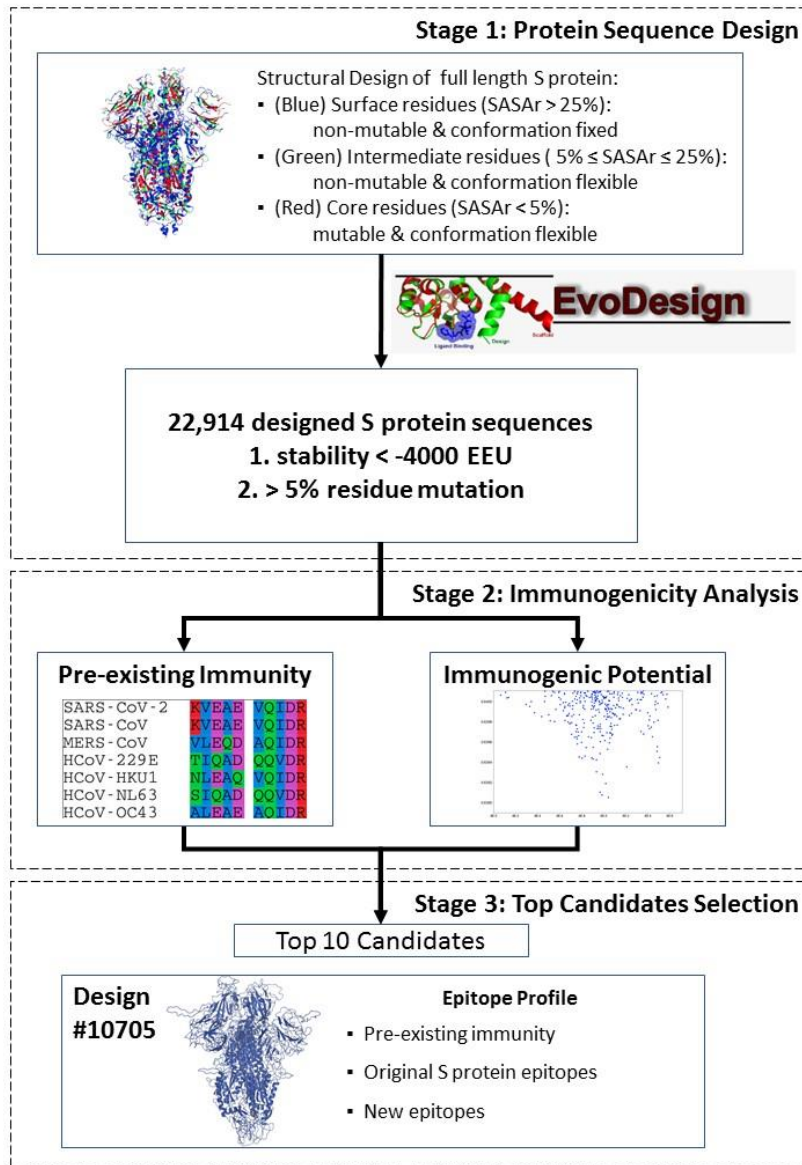 Stage 1: Protein Sequence Design
Structural Design of full length S protein:
▪ (Blue) Surface residues (SASAr > 25%):
non-mutable & conformation fixed
▪ (Green) Intermediate residues ( 5% ≤ SASAr ≤ 25%):
non-mutable & conformation flexible
▪ (Red) Core residues (SASAr < 5%):
mutable & conformation flexible
EvoDesign
Ligand Binding
Design
Scaffold
22,914 designed S protein sequences
1. stability < -4000 EEU
2. > 5% residue mutation
Stage 2: Immunogenicity Analysis
Pre-existing Immunity
SARS-CoV-2 KVEAE VQIDR
SARS-CoV KVEAE VQIDR
MERS-CoV VLEQD AQIDR
HCoV-229E TIQAD QQVDR
HCoV-HKU1 NLEAQ VQIDR
HCoV-NL63 SIQAD QQVDR
HCoV-OC43 ALEAE AQIDR
Immunogenic Potential
Stage 3: Top Candidates Selection
Top 10 Candidates
Design
#10705
Epitope Profile
▪ Pre-existing immunity
▪ Original S protein epitopes
▪ New epitopes